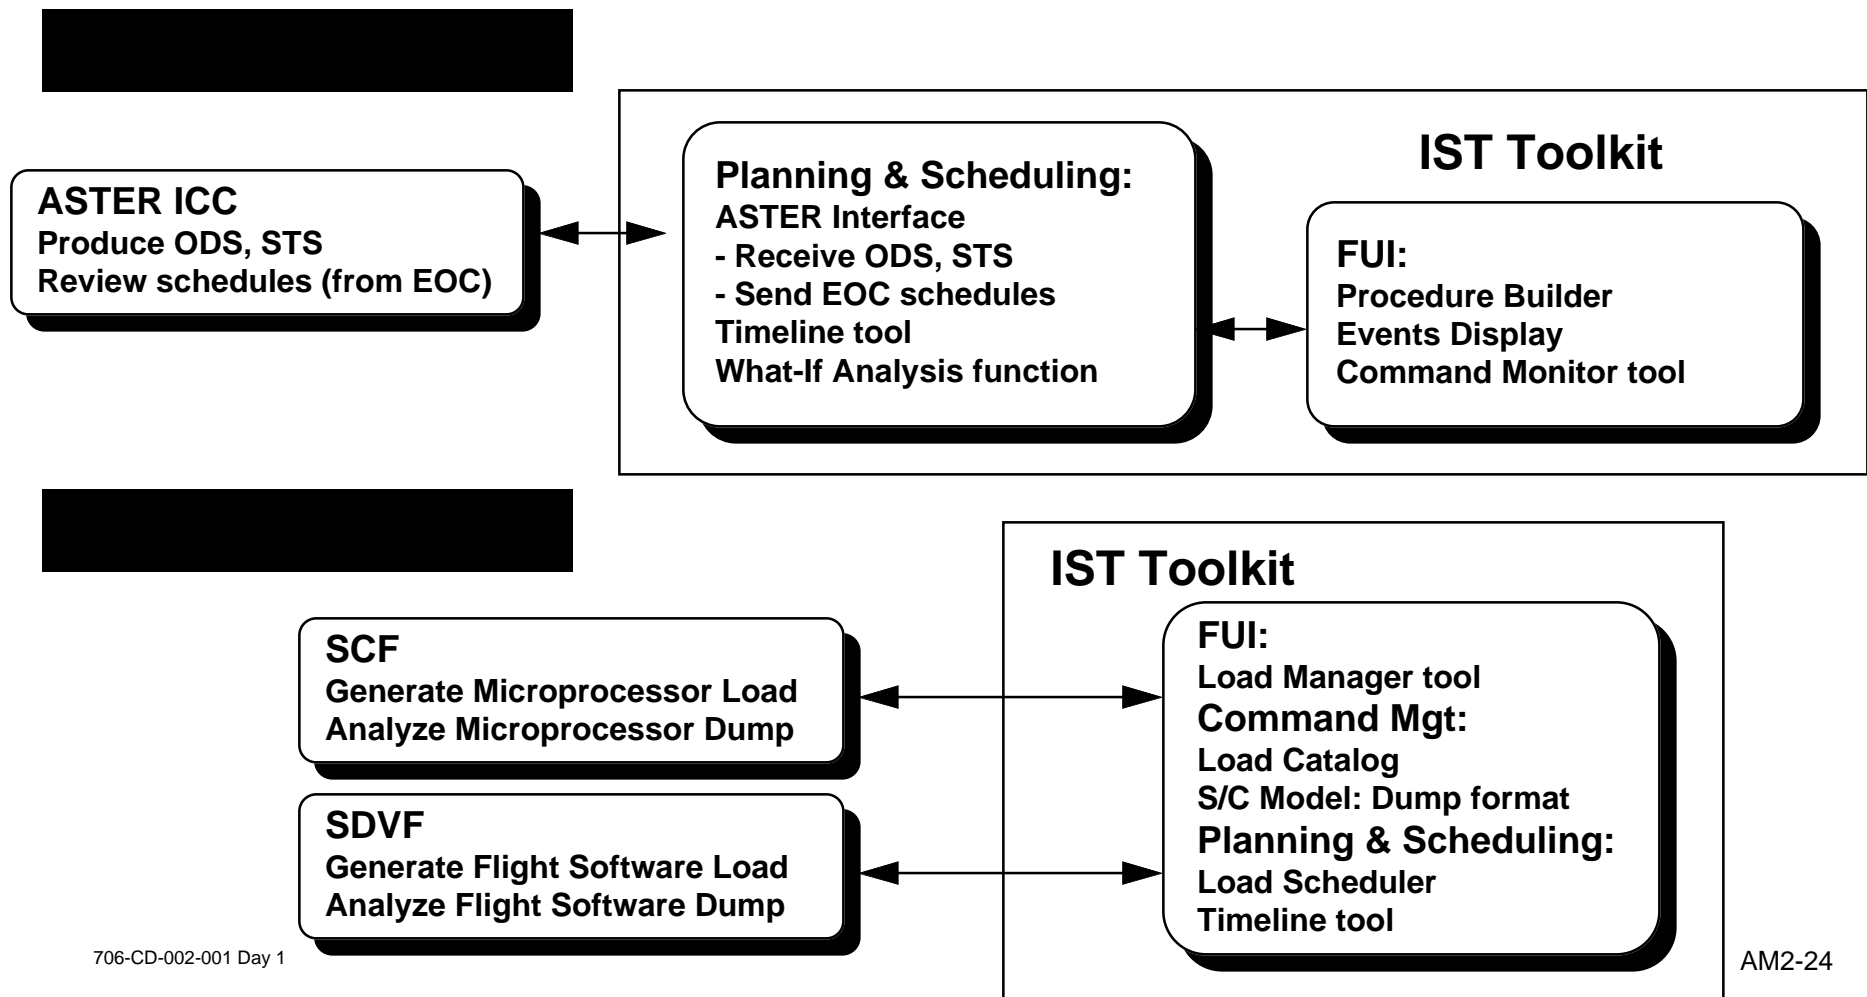 ASTER ICC
Produce ODS, STS
Review schedules (from EOC)
Planning & Scheduling:
ASTER Interface
- Receive ODS, STS
- Send EOC schedules
Timeline tool
What-If Analysis function
IST Toolkit
FUI:
Procedure Builder
Events Display
Command Monitor tool
IST Toolkit
SCF
Generate Microprocessor Load
Analyze Microprocessor Dump
SDVF
Generate Flight Software Load
Analyze Flight Software Dump
FUI:
Load Manager tool
Command Mgt:
Load Catalog
S/C Model: Dump format
Planning & Scheduling:
Load Scheduler
Timeline tool
706-CD-002-001 Day 1
AM2-24